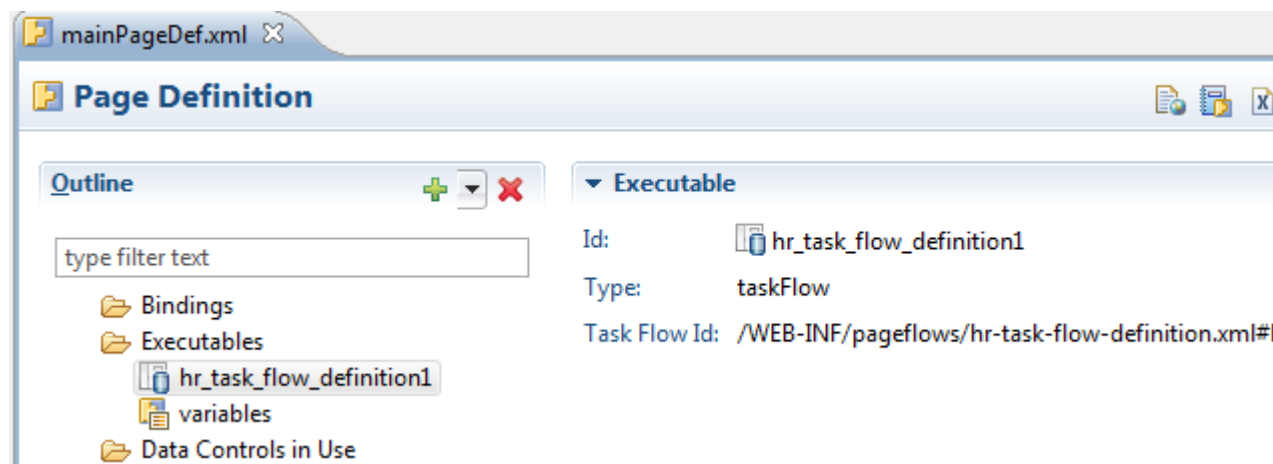 mainPageDef.xml
Page Definition
Outline
type filter text
Bindings
Executables
hr_task_flow_definition1
variables
Data Controls in Use
Executable
Id: hr_task_flow_definition1
Type: taskFlow
Task Flow Id: /WEB-INF/pageflows/hr-task-flow-definition.xml#